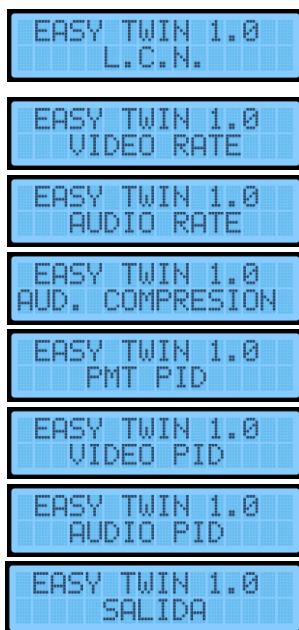 EASY TWIN 1.0
L.C.N.
EASY TWIN 1.0
VIDEO RATE
EASY TWIN 1.0
AUDIO RATE
EASY TWIN 1.0
AUD. COMPRESION
EASY TWIN 1.0
PMT PID
EASY TWIN 1.0
VIDEO PID
EASY TWIN 1.0
AUDIO PID
EASY TWIN 1.0
SALIDA